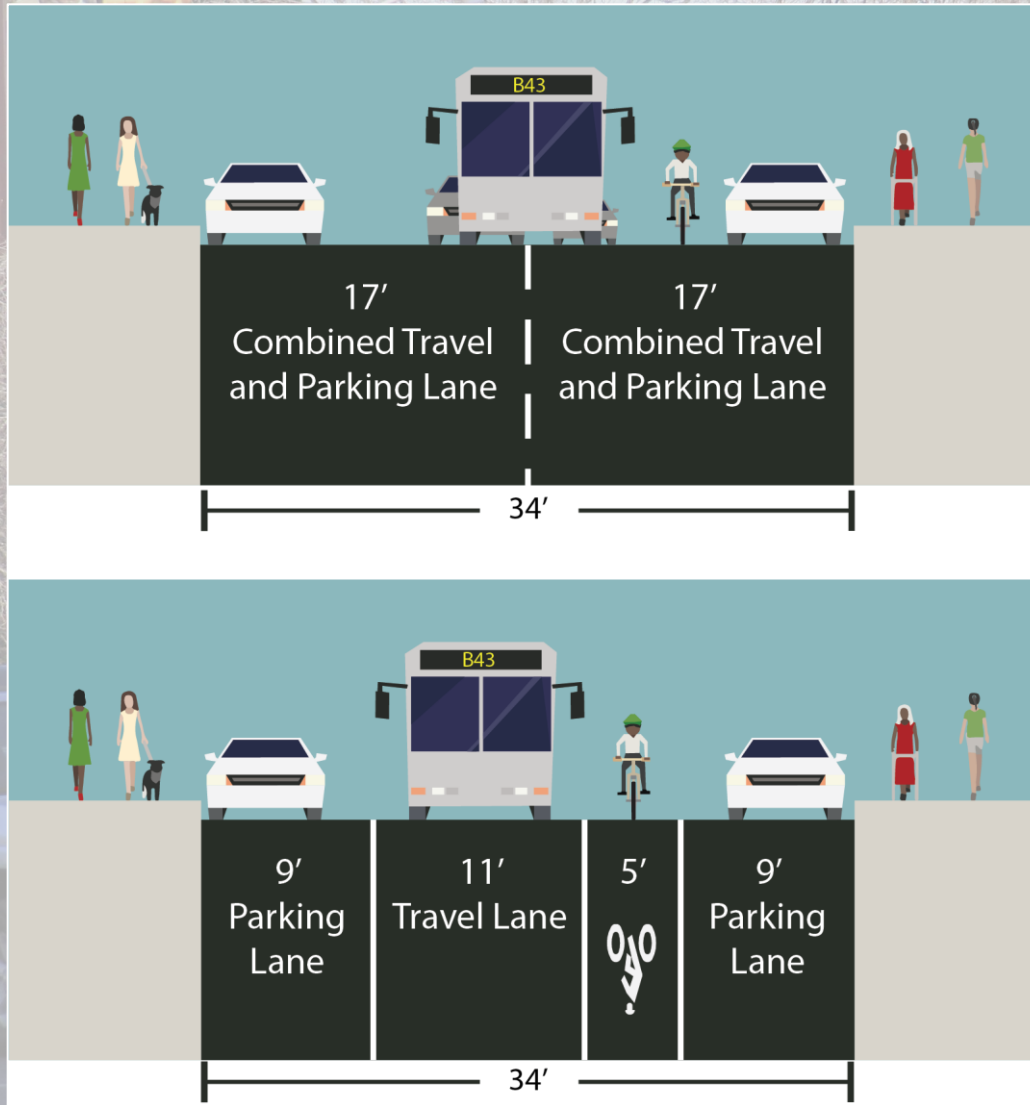 B43
17’
Combined Travel
and Parking Lane
17’
Combined Travel
and Parking Lane
34’
B43
9’
Parking
Lane
11’
Travel Lane
5’
9’
Parking
Lane
34’